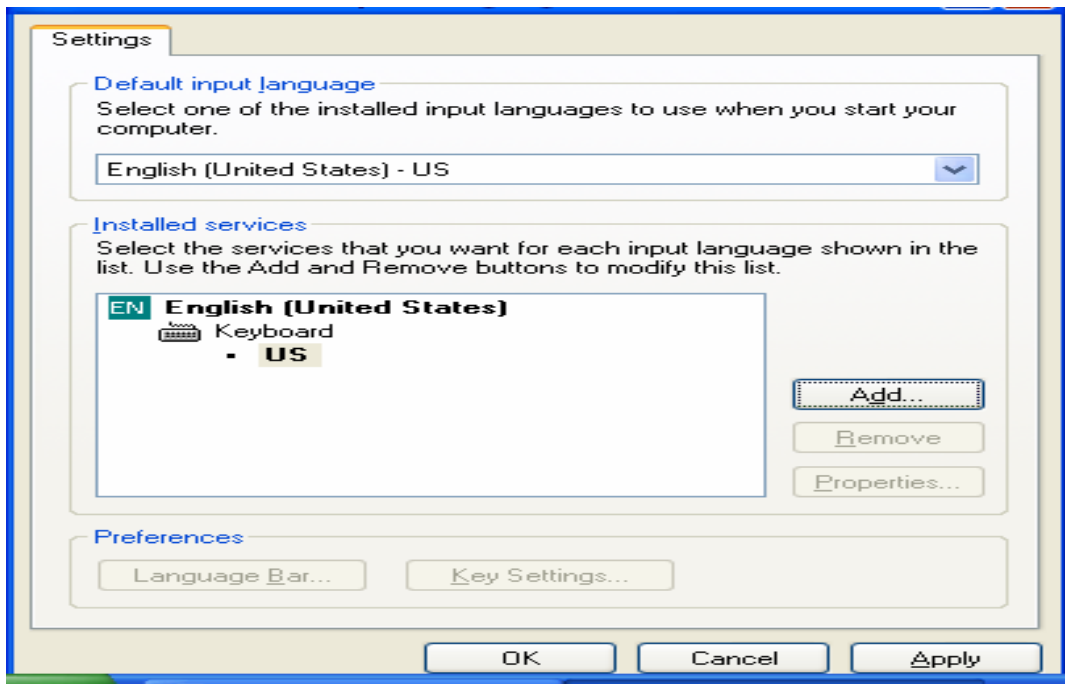 Settings
Default input language
Select one of the installed input languages to use when you start your
computer.
English (United States) - US
Installed services
Select the services that you want for each input language shown in the
list. Use the Add and Remove buttons to modify this list.
EN English (United States)
Keyboard
US
Add...
Remove
Properties...
Preferences
Language Bar... Key Settings...
OK Cancel Apply